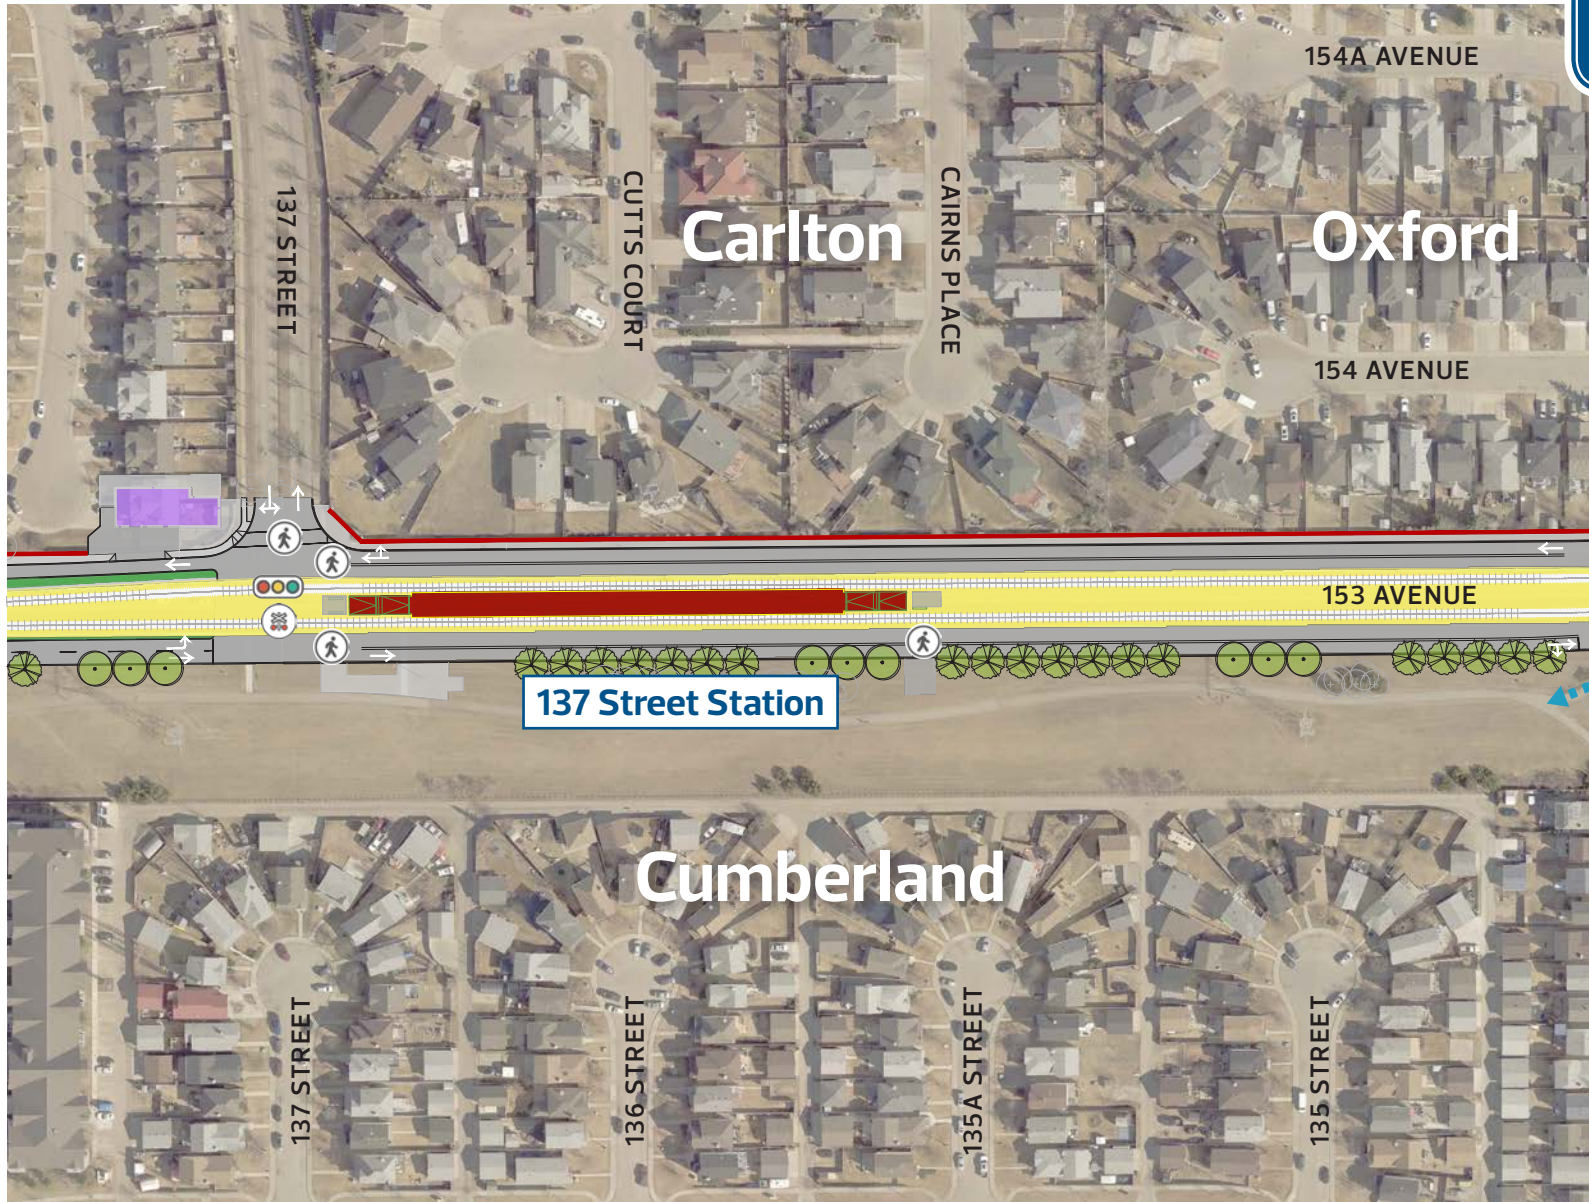 154A AVENUE
137 STREET
CUTTS COURT
Carlton
CAIRNS PLACE
Oxford
154 AVENUE
153 AVENUE
137 Street Station
Cumberland
137 STREET
136 STREET
135A STREET
135 STREET